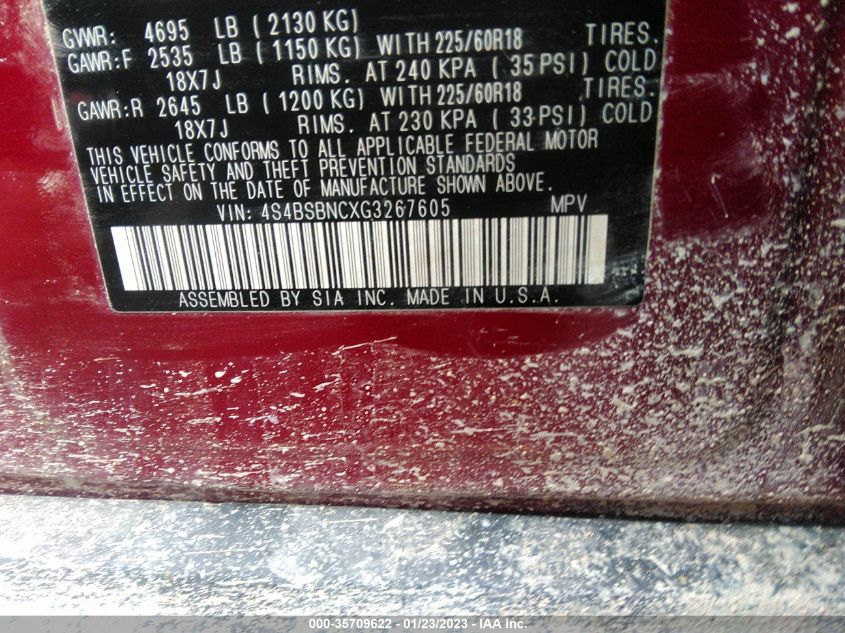 GVWR: 4695 LB (2130 KG)
GAWR:F 2535 LB (1150 KG) WITH 225/60R18 TIRES.
18X7J RIMS. AT 240 KPA (35 PSI) COLD
GAWR:R 2645 LB (1200 KG) WITH 225/60R18 TIRES.
18X7J RIMS. AT 230 KPA (33 PSI) COLD
THIS VEHICLE CONFORMS TO ALL APPLICABLE FEDERAL MOTOR
VEHICLE SAFETY AND THEFT PREVENTION STANDARDS
IN EFFECT ON THE DATE OF MANUFACTURE SHOWN ABOVE.
VIN: 4S4BSBNCXG3267605 MPV
ASSEMBLED BY SIA INC. MADE IN U.S.A.
000-35709622 - 01/23/2023 - IAA Inc.